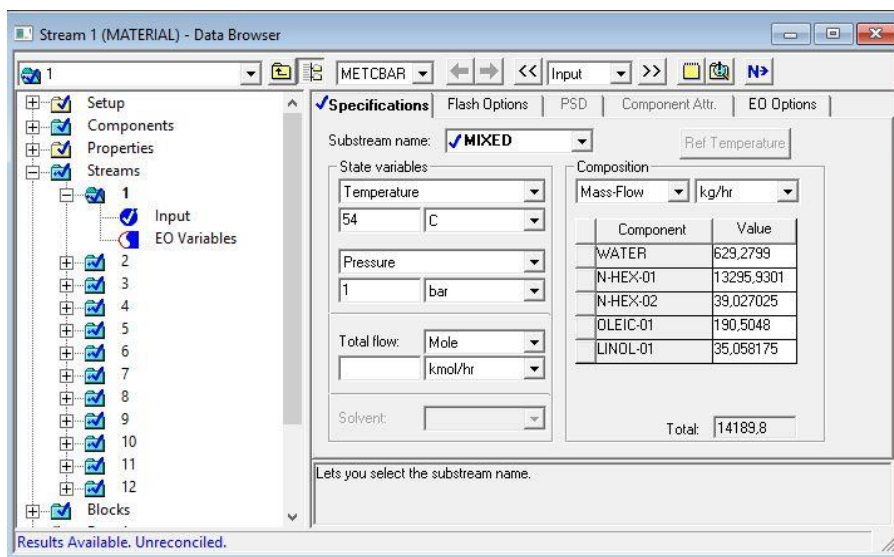 Stream 1 (MATERIAL) - Data Browser
1
METCBAR
<<
Input
>>
N>
Setup
Components
Properties
Streams
1
Input
EO Variables
2
3
4
5
6
7
8
9
10
11
12
Blocks
Specifications
Flash Options
PSD
Component Attr.
EO Options
Substream name: MIXED
Ref Temperature
State variables
Temperature
54 C
Pressure
1 bar
Total flow: Mole
kmol/hr
Solvent:
Composition
Mass-Flow kg/hr
Component Value
WATER 629,2799
N-HEX-01 13295,9301
N-HEX-02 39,027025
OLEIC-01 190,5048
LINOL-01 35,058175
Total: 14189,8
Lets you select the substream name.
Results Available. Unreconciled.